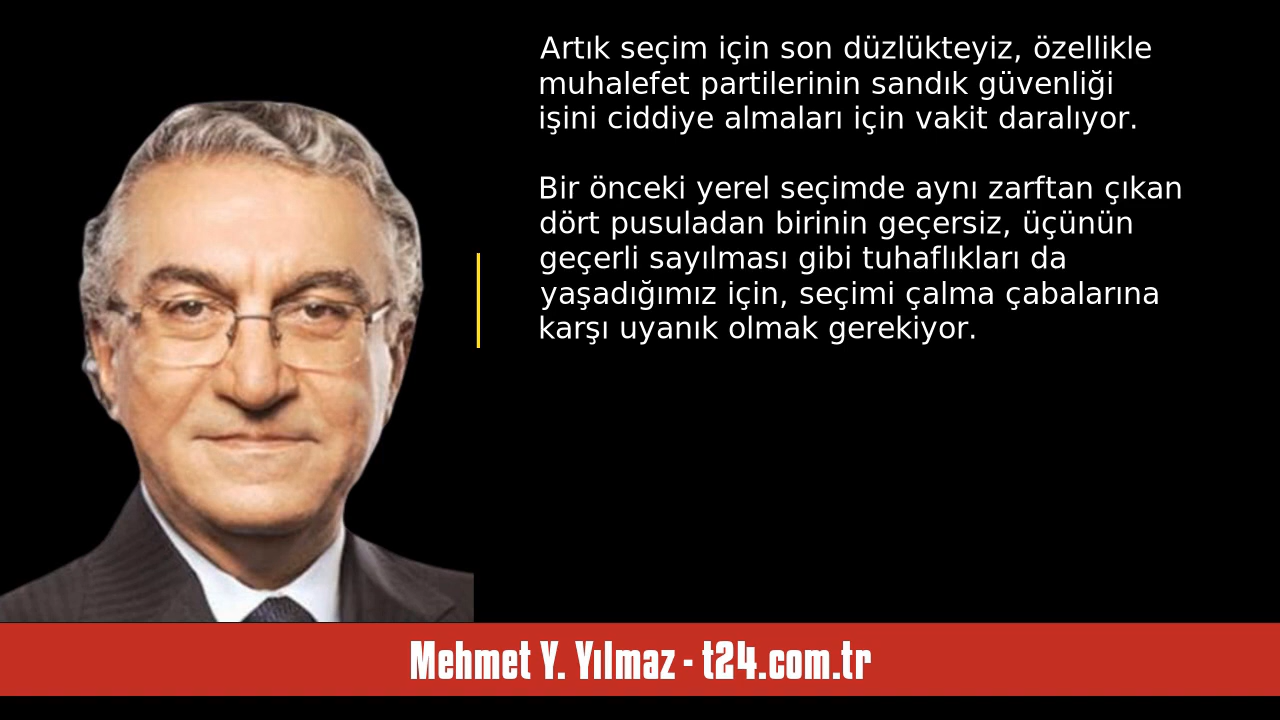 Artık seçim için son düzlükteyiz, özellikle
muhalefet partilerinin sandık güvenliği
işini ciddiye almaları için vakit daralıyor.
Bir önceki yerel seçimde aynı zarftan çıkan
dört pusuladan birinin geçersiz, üçünün
geçerli sayılması gibi tuhaflıkları da
yaşadığımız için, seçimi çalma çabalarına
karşı uyanık olmak gerekiyor.
Mehmet Y. Yılmaz - t24.com.tr